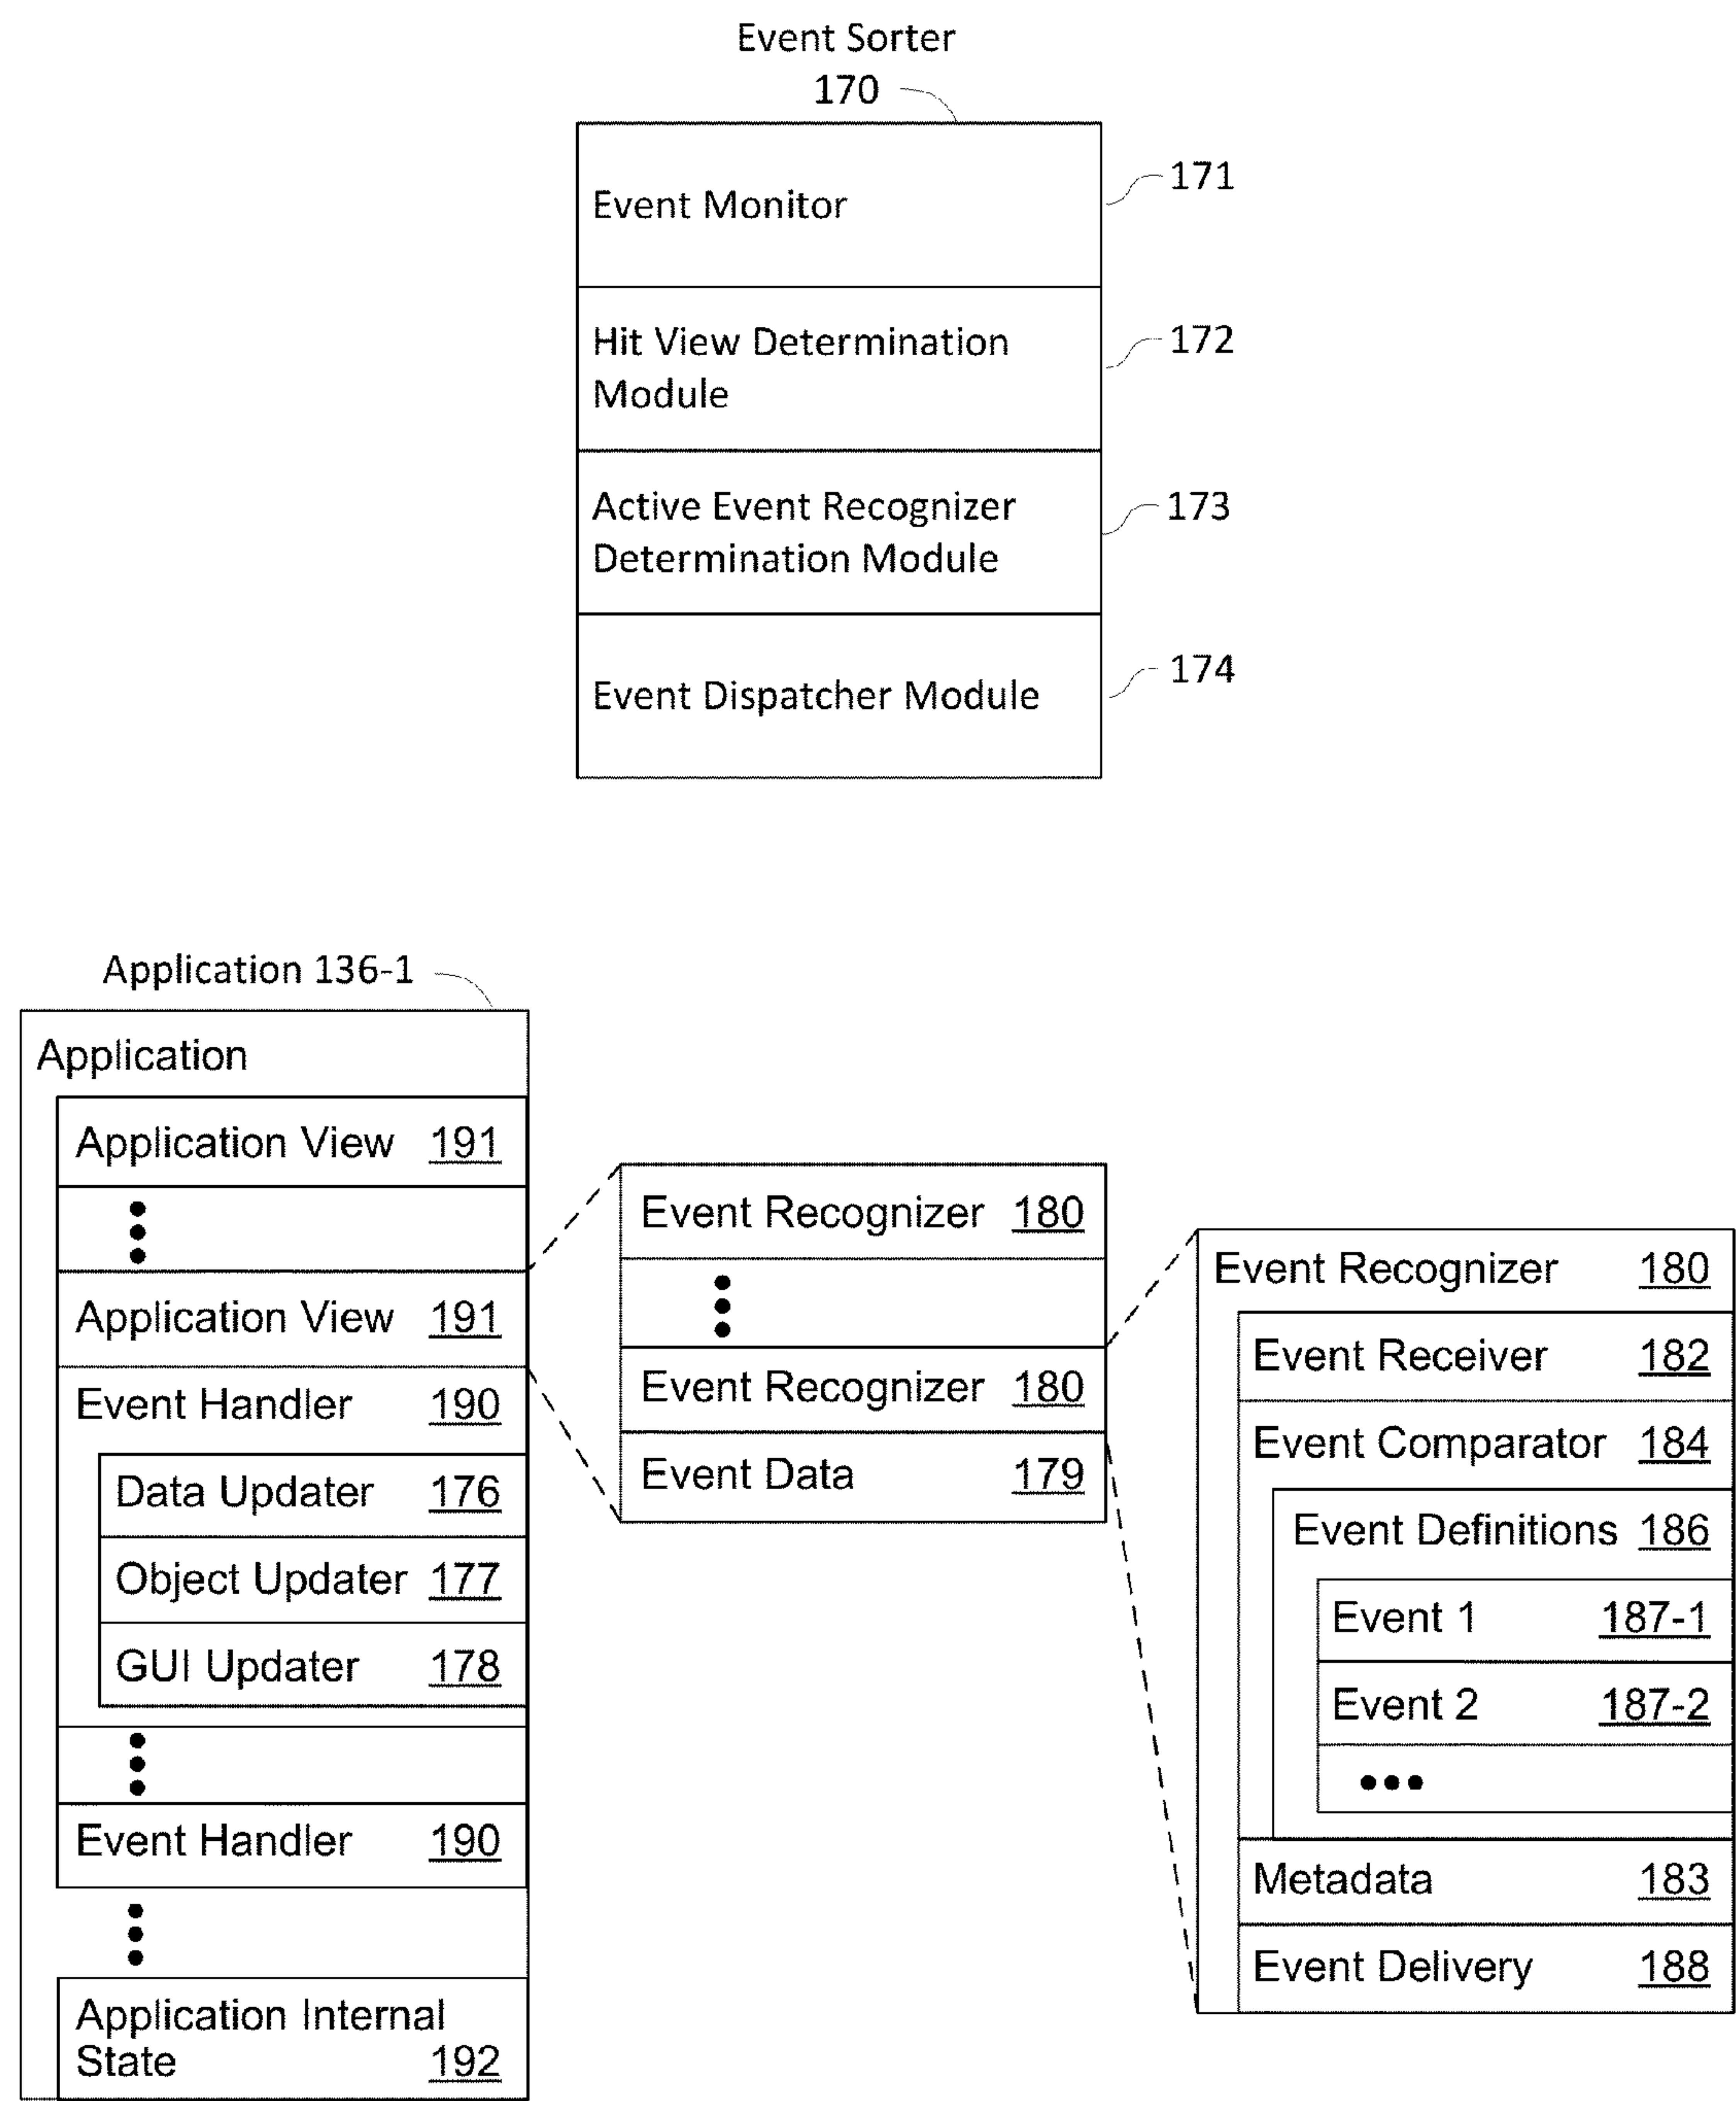 Event Sorter
170
Event Monitor
171
Hit View Determination
Module
172
Active Event Recognizer
Determination Module
173
Event Dispatcher Module
174
Application 136-1
Application
Application View 191
Application View 191
Event Handler 190
Data Updater 176
Object Updater 177
GUI Updater 178
Event Handler 190
Application Internal
State 192
Event Recognizer 180
Event Recognizer 180
Event Data 179
Event Recognizer 180
Event Receiver 182
Event Comparator 184
Event Definitions 186
Event 1 187-1
Event 2 187-2
Metadata 183
Event Delivery 188